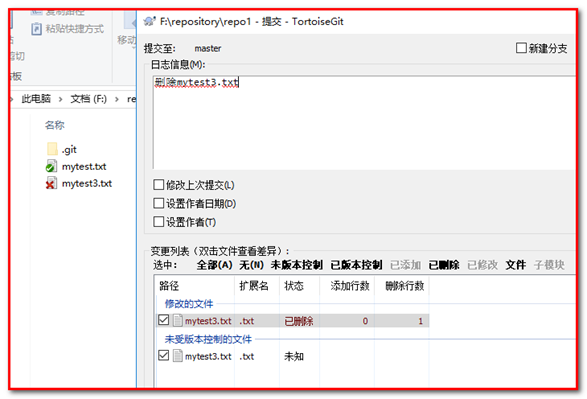 复制路径
粘贴快捷方式
移动
剪切
板
此电脑 › 文档 (F:) › re
名称
.git
mytest.txt
mytest3.txt
F:\repository\repo1 - 提交 - TortoiseGit
提交至: master
新建分支
日志信息(M):
删除mytest3.txt
修改上次提交(L)
设置作者日期(D)
设置作者(T)
变更列表（双击文件查看差异）:
选中: 全部(A) 无(N) 未版本控制 已版本控制 已添加 已删除 已修改 文件 子模块
路径 扩展名 状态 添加行数 删除行数
修改的文件
mytest3.txt .txt 已删除 0 1
未受版本控制的文件
mytest3.txt .txt 未知